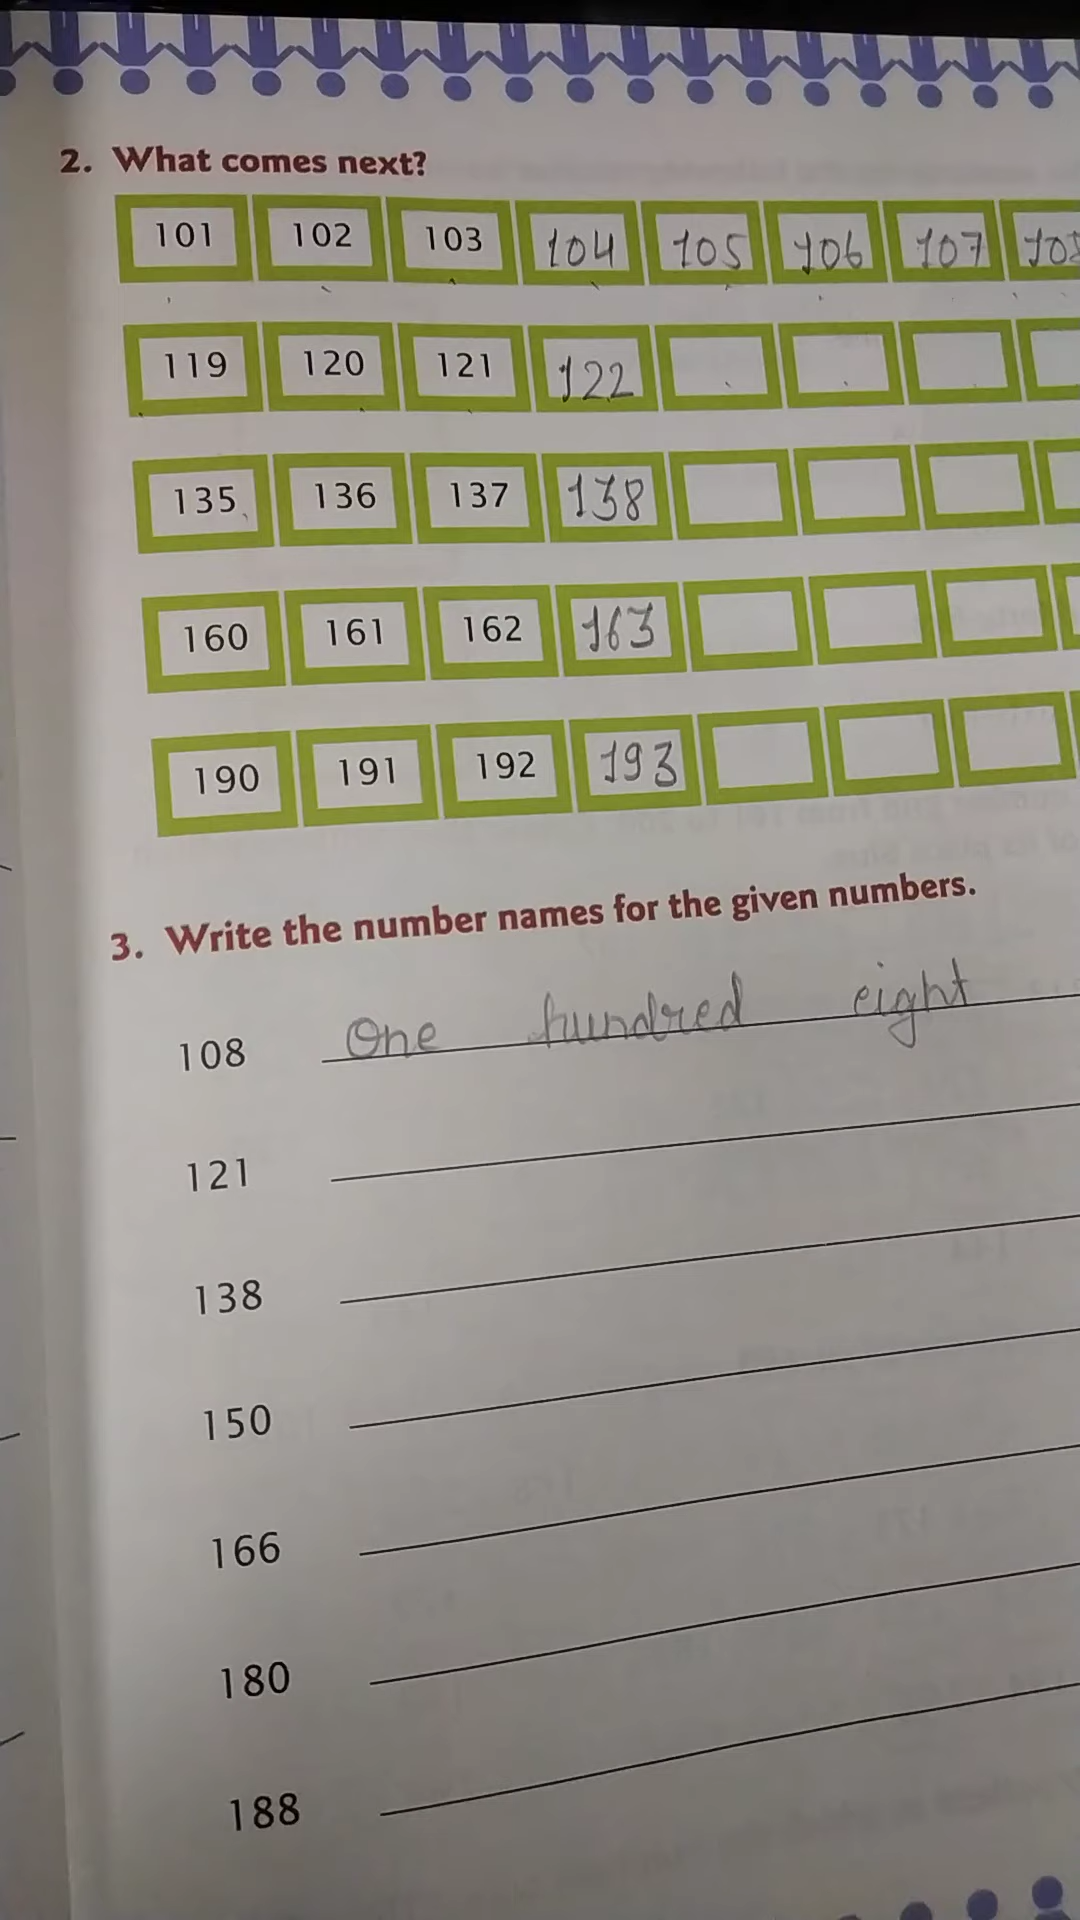 2. What comes next?
101 102 103 104 105 106 107 108
119 120 121 122
135 136 137 138
160 161 162 163
190 191 192 193
3. Write the number names for the given numbers.
108 One hundred eight
121
138
150
166
180
188